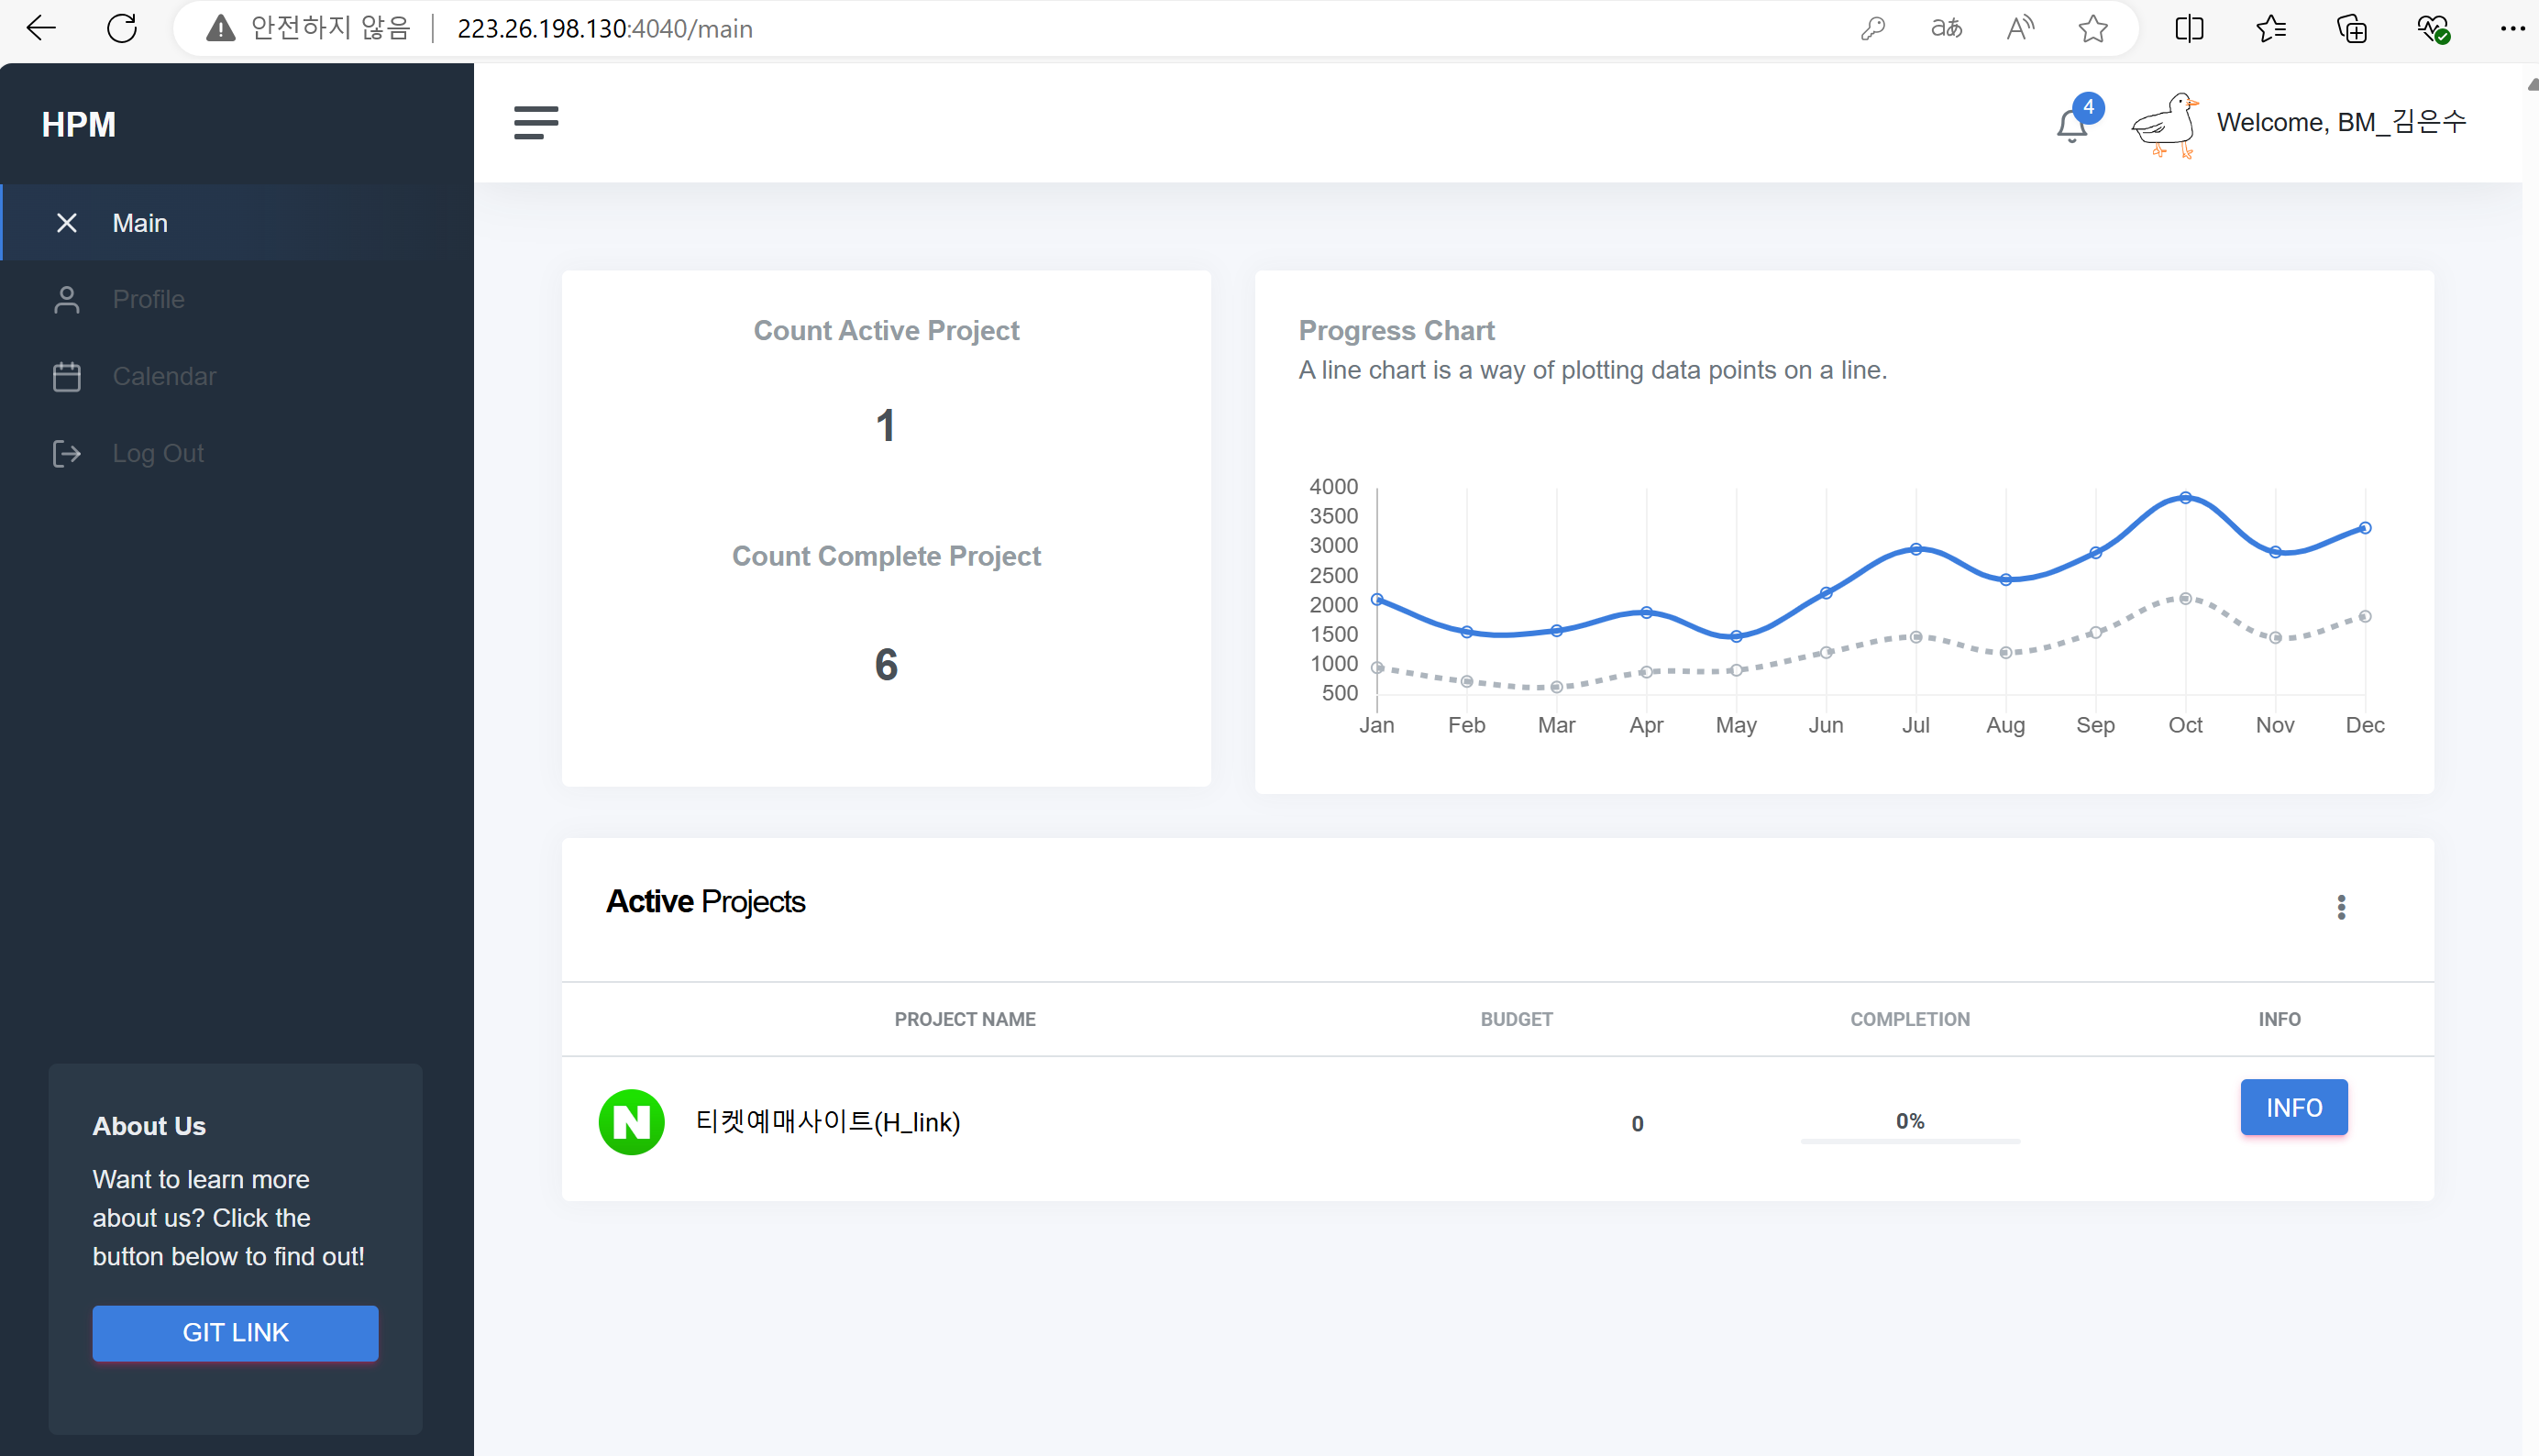 안전하지 않음 | 223.26.198.130:4040/main
HPM
4
Welcome, BM_김은수
Main
Profile
Calendar
Log Out
Count Active Project
1
Count Complete Project
6
Progress Chart
A line chart is a way of plotting data points on a line.
4000
3500
3000
2500
2000
1500
1000
500
Jan Feb Mar Apr May Jun Jul Aug Sep Oct Nov Dec
Active Projects
PROJECT NAME BUDGET COMPLETION INFO
N 티켓예매사이트(H_link) 0 0% INFO
About Us
Want to learn more
about us? Click the
button below to find out!
GIT LINK